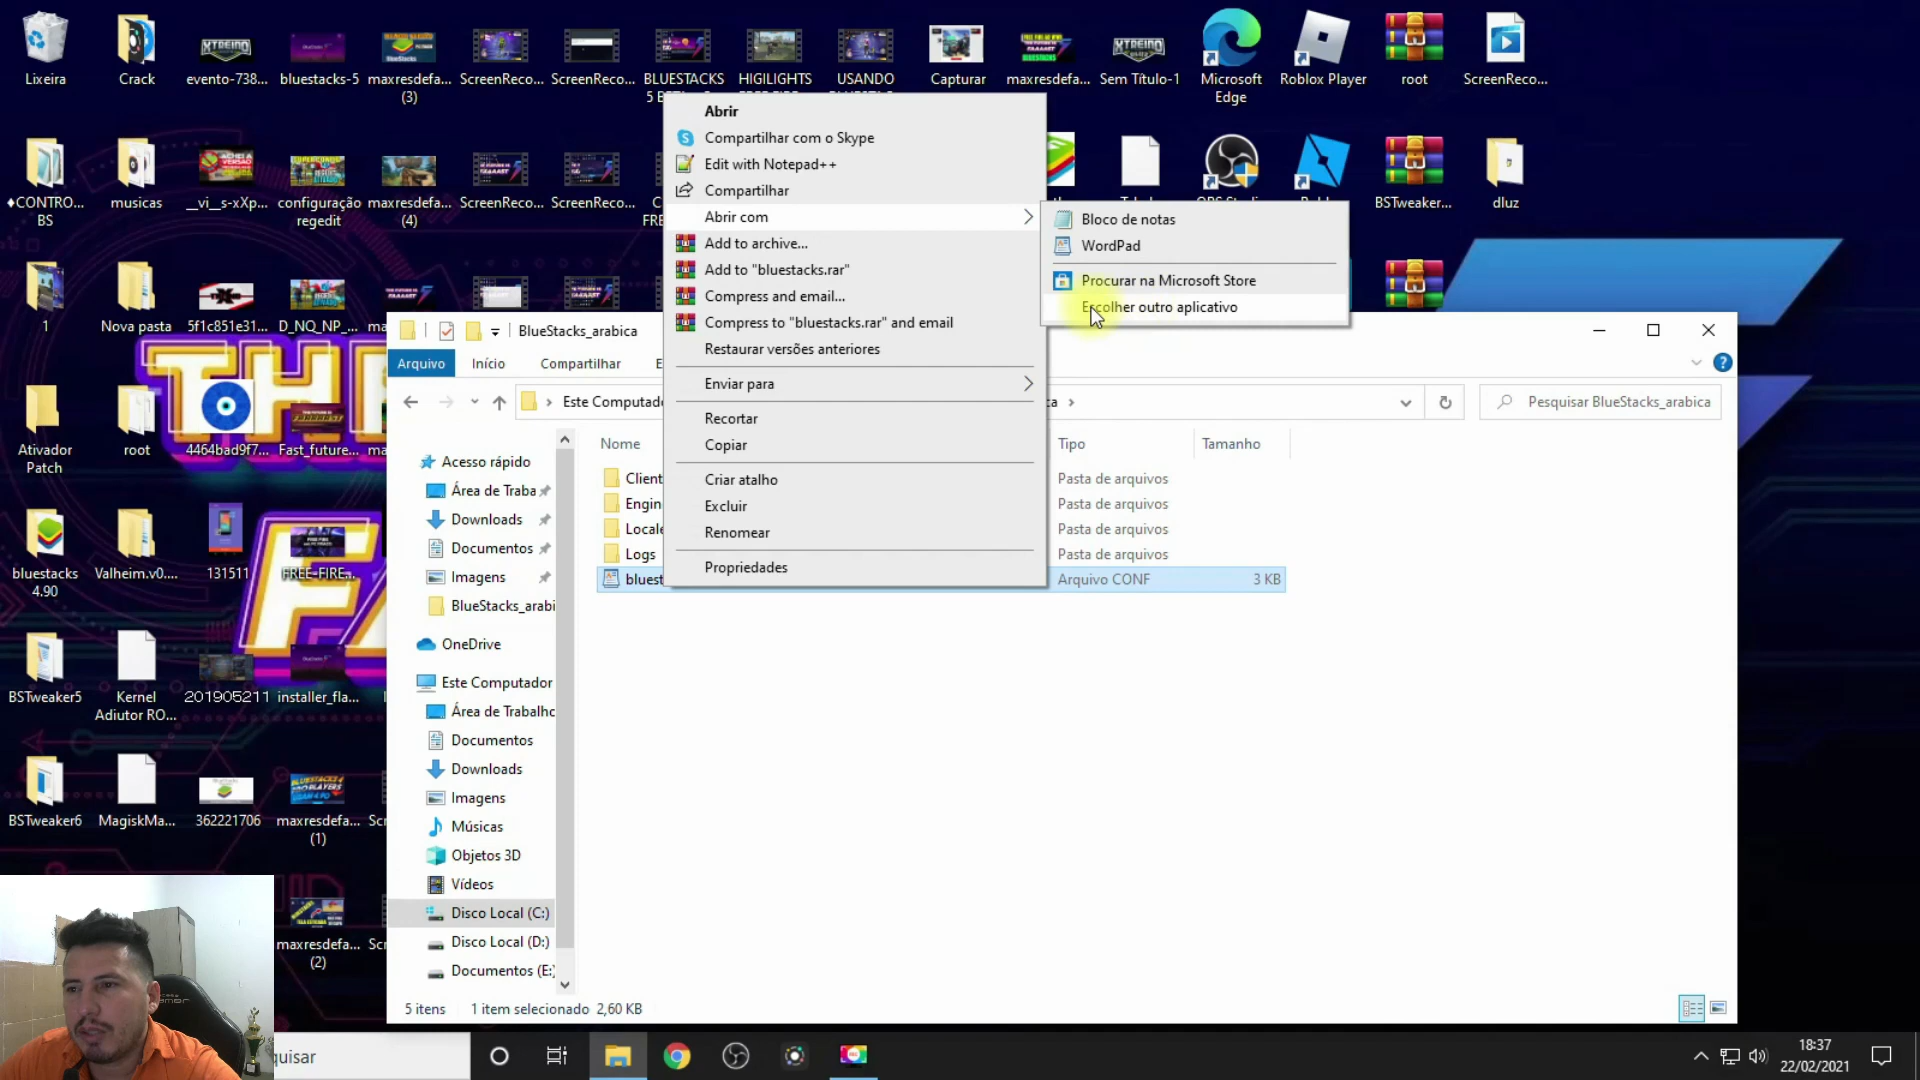 Lixeira
Crack
evento-738...
bluestacks-5
maxresdefa...
(3)
ScreenReco...
ScreenReco...
BLUESTACKS
HIGILIGHTS
USANDO
Capturar
maxresdefa...
Sem Título-1
Microsoft
Edge
Roblox Player
root
ScreenReco...
♦CONTRO...
BS
musicas
__vi__s-xXp...
configuração
regedit
maxresdefa...
(4)
ScreenReco...
ScreenReco...
BSTweaker...
dluz
1
Nova pasta
5f1c851e31...
D_NQ_NP_...
Ativador
Patch
root
4464bad9f7...
Fast_future...
bluestacks
4.90
Valheim.v0....
131511
FREE-FIRE...
BSTweaker5
Kernel
Adiutor RO...
201905211
installer_fla...
BSTweaker6
MagiskMa...
362221706
maxresdefa...
(1)
maxresdefa...
(2)
Abrir
Compartilhar com o Skype
Edit with Notepad++
Compartilhar
Abrir com
Add to archive...
Add to "bluestacks.rar"
Compress and email...
Compress to "bluestacks.rar" and email
Restaurar versões anteriores
Enviar para
Recortar
Copiar
Criar atalho
Excluir
Renomear
Propriedades
Bloco de notas
WordPad
Procurar na Microsoft Store
Escolher outro aplicativo
BlueStacks_arabica
Arquivo
Início
Compartilhar
Este Computado
ca
Pesquisar BlueStacks_arabica
Nome
Tipo
Tamanho
Client
Pasta de arquivos
Engin
Pasta de arquivos
Locale
Pasta de arquivos
Logs
Pasta de arquivos
bluest
Arquivo CONF
3 KB
Acesso rápido
Área de Traba
Downloads
Documentos
Imagens
BlueStacks_arabi
OneDrive
Este Computador
Área de Trabalho
Documentos
Downloads
Imagens
Músicas
Objetos 3D
Vídeos
Disco Local (C:)
Disco Local (D:)
Documentos (E:)
5 itens
1 item selecionado 2,60 KB
quisar
18:37
22/02/2021